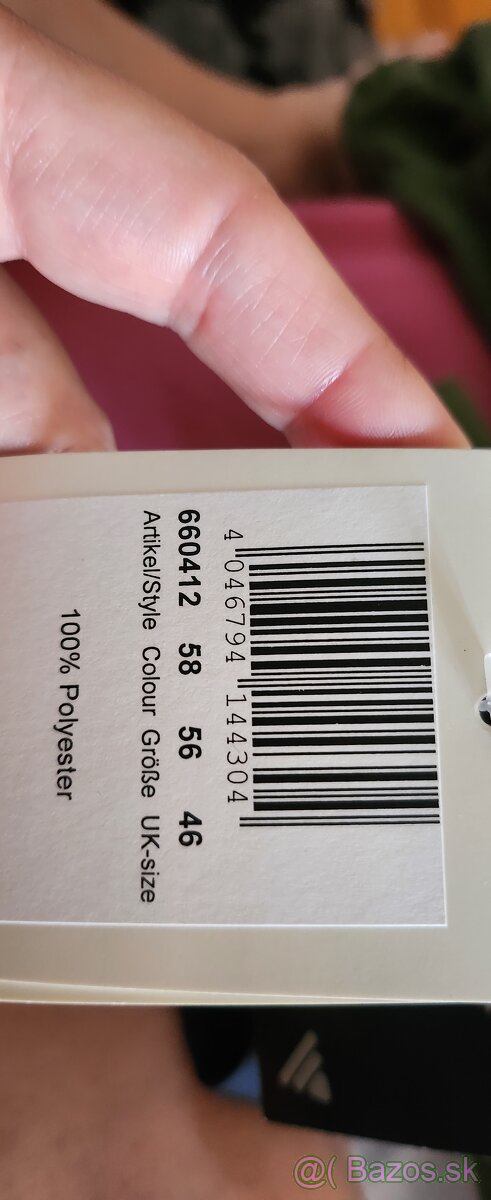 4 046794 144304
660412 58 56 46
Artikel/Style Colour Größe UK-size
100% Polyester
@( Bazos.sk